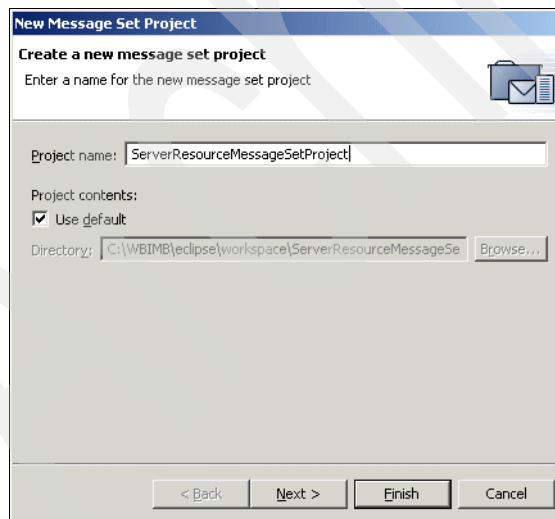 New Message Set Project
Create a new message set project
Enter a name for the new message set project
Project name: ServerResourceMessageSetProject
Project contents:
Use default
Directory: C:\WBIMB\eclipse\workspace\ServerResourceMessageSe Browse...
< Back Next > Finish Cancel